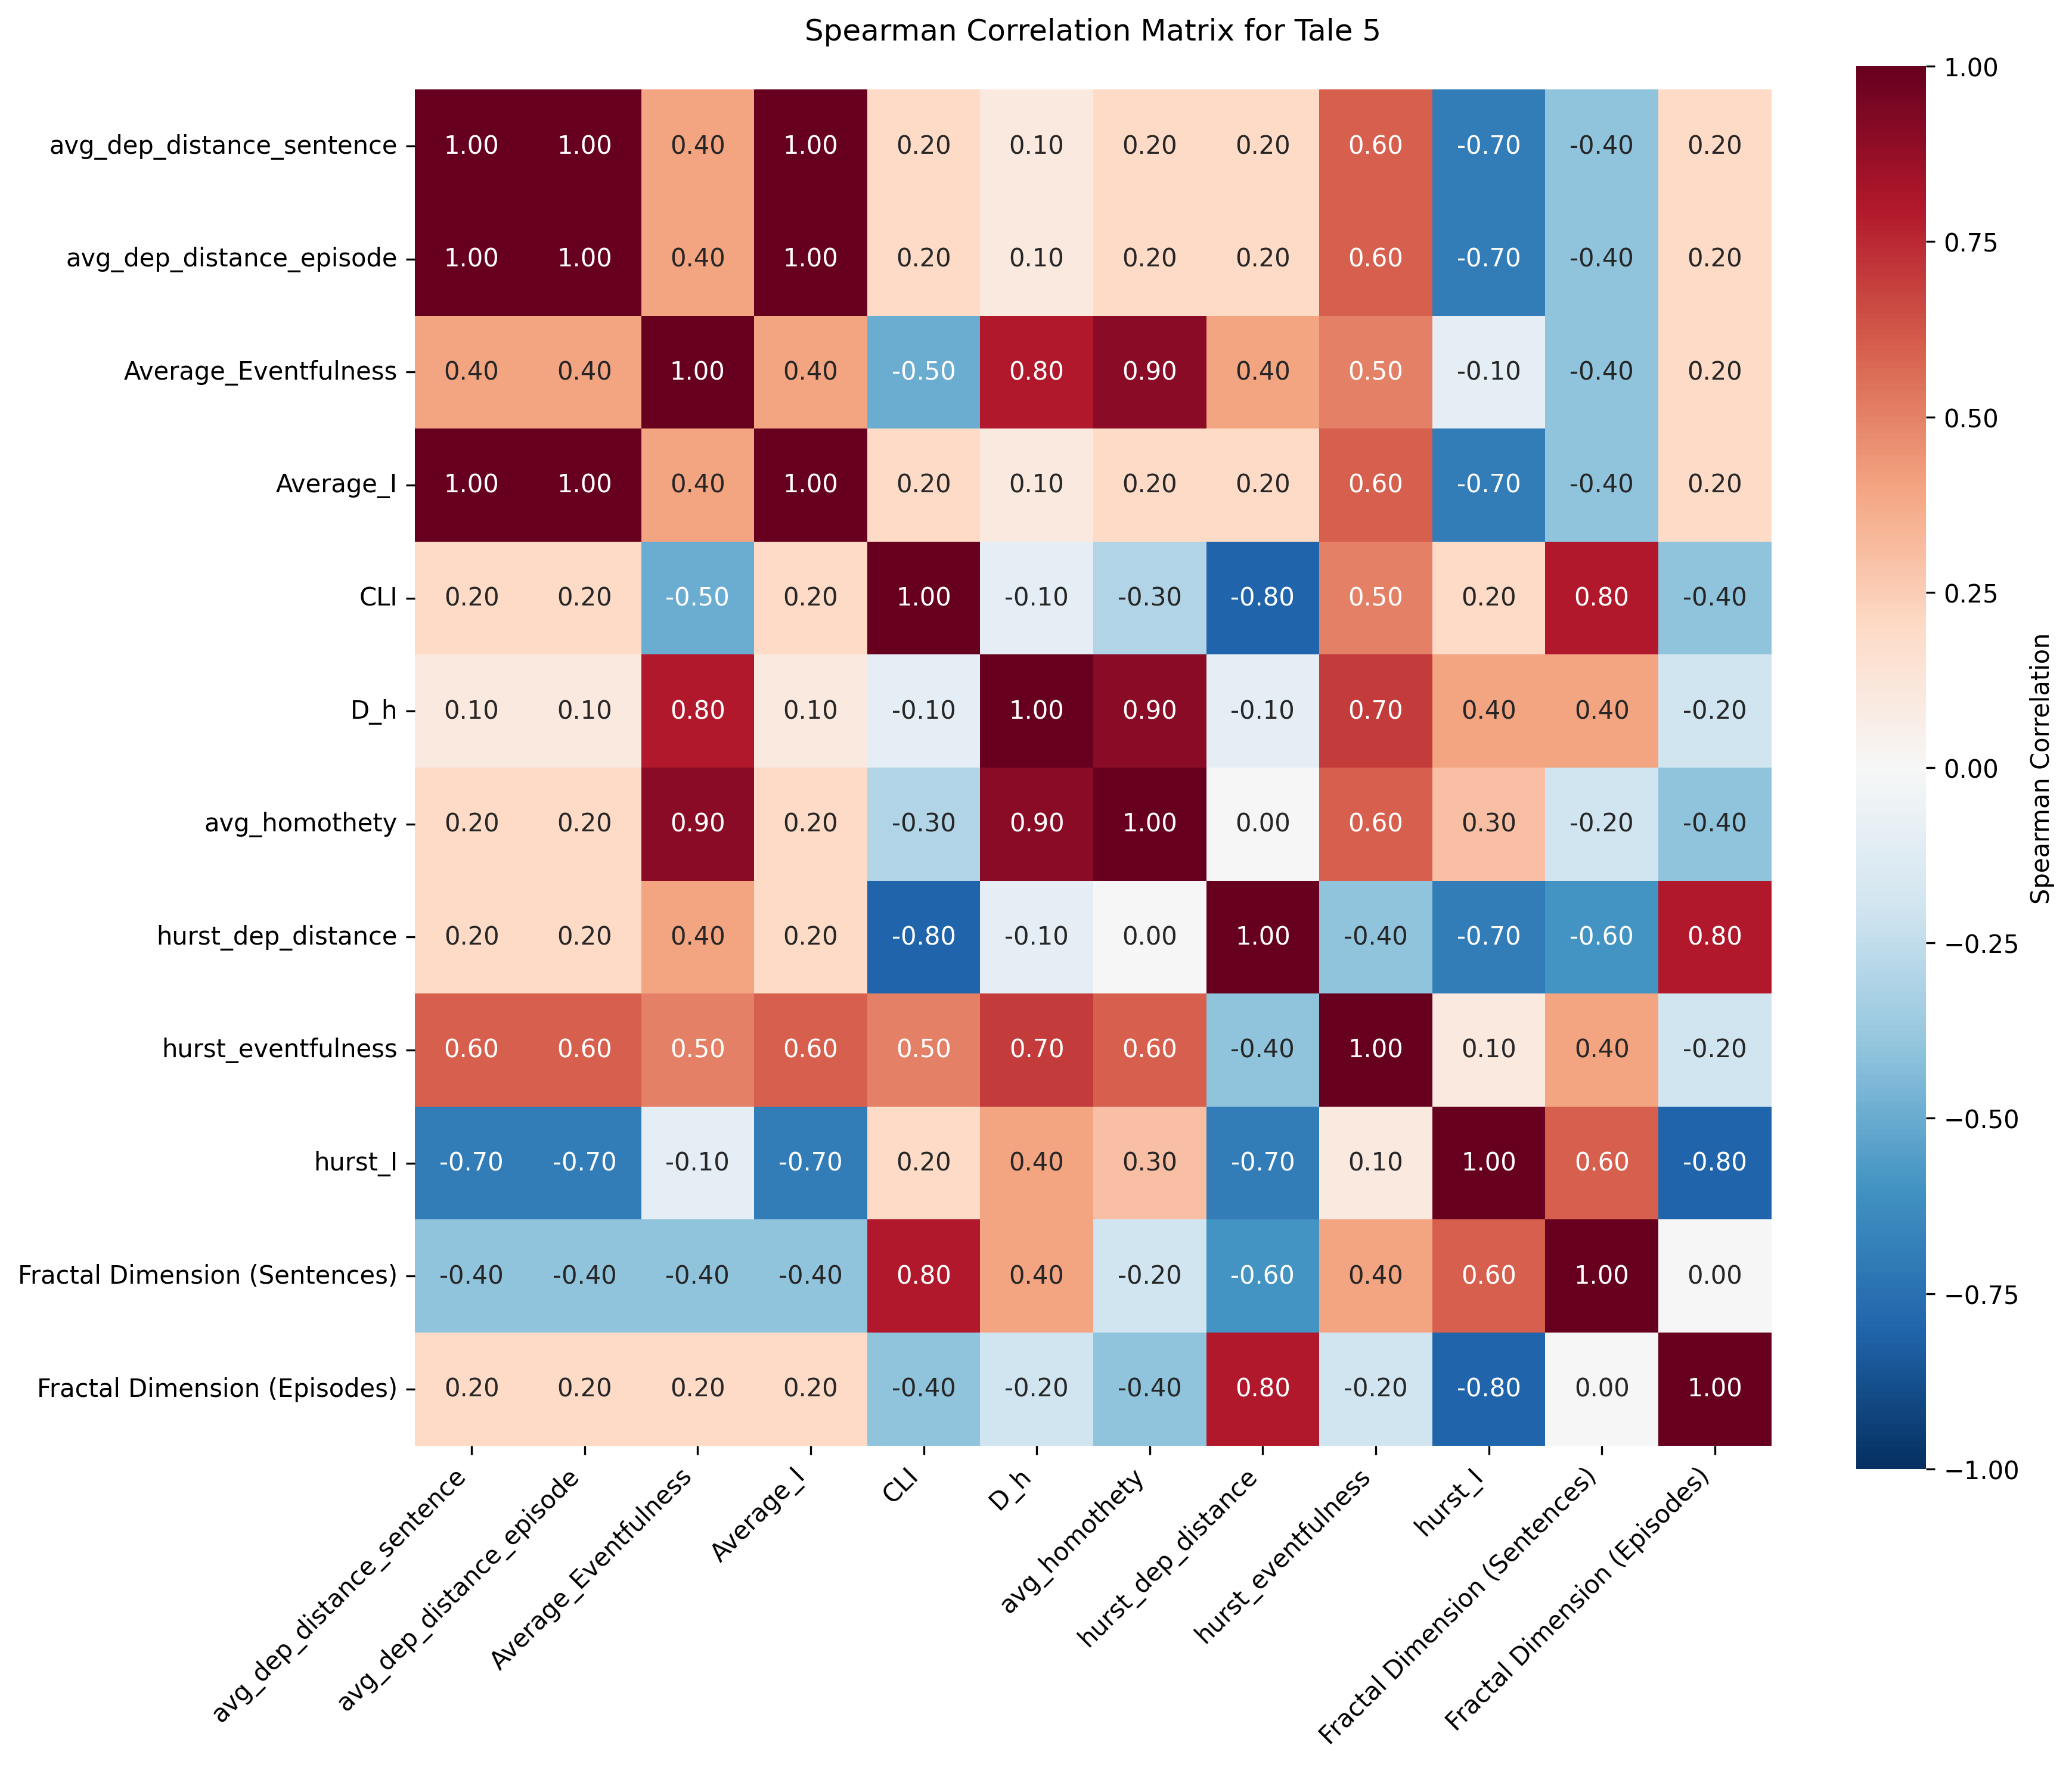 Spearman Correlation Matrix for Tale 5
avg_dep_distance_sentence 1.00 1.00 0.40 1.00 0.20 0.10 0.20 0.20 0.60 -0.70 -0.40 0.20
avg_dep_distance_episode 1.00 1.00 0.40 1.00 0.20 0.10 0.20 0.20 0.60 -0.70 -0.40 0.20
Average_Eventfulness 0.40 0.40 1.00 0.40 -0.50 0.80 0.90 0.40 0.50 -0.10 -0.40 0.20
Average_I 1.00 1.00 0.40 1.00 0.20 0.10 0.20 0.20 0.60 -0.70 -0.40 0.20
CLI 0.20 0.20 -0.50 0.20 1.00 -0.10 -0.30 -0.80 0.50 0.20 0.80 -0.40
D_h 0.10 0.10 0.80 0.10 -0.10 1.00 0.90 -0.10 0.70 0.40 0.40 -0.20
avg_homothety 0.20 0.20 0.90 0.20 -0.30 0.90 1.00 0.00 0.60 0.30 -0.20 -0.40
hurst_dep_distance 0.20 0.20 0.40 0.20 -0.80 -0.10 0.00 1.00 -0.40 -0.70 -0.60 0.80
hurst_eventfulness 0.60 0.60 0.50 0.60 0.50 0.70 0.60 -0.40 1.00 0.10 0.40 -0.20
hurst_I -0.70 -0.70 -0.10 -0.70 0.20 0.40 0.30 -0.70 0.10 1.00 0.60 -0.80
Fractal Dimension (Sentences) -0.40 -0.40 -0.40 -0.40 0.80 0.40 -0.20 -0.60 0.40 0.60 1.00 0.00
Fractal Dimension (Episodes) 0.20 0.20 0.20 0.20 -0.40 -0.20 -0.40 0.80 -0.20 -0.80 0.00 1.00
avg_dep_distance_sentence
avg_dep_distance_episode
Average_Eventfulness
Average_I
CLI
D_h
avg_homothety
hurst_dep_distance
hurst_eventfulness
hurst_I
Fractal Dimension (Sentences)
Fractal Dimension (Episodes)
1.00
0.75
0.50
0.25
0.00
−0.25
−0.50
−0.75
−1.00
Spearman Correlation